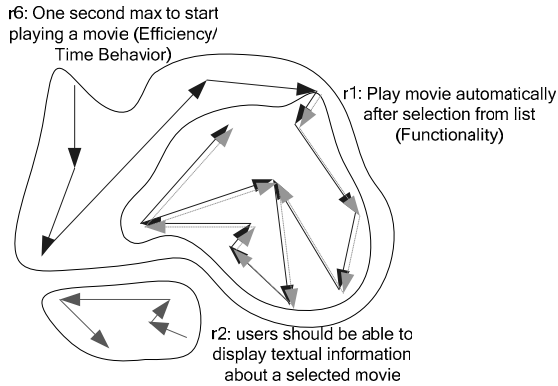 r6: One second max to start
playing a movie (Efficiency/
Time Behavior)
r1: Play movie automatically
after selection from list
(Functionality)
r2: users should be able to
display textual information
about a selected movie